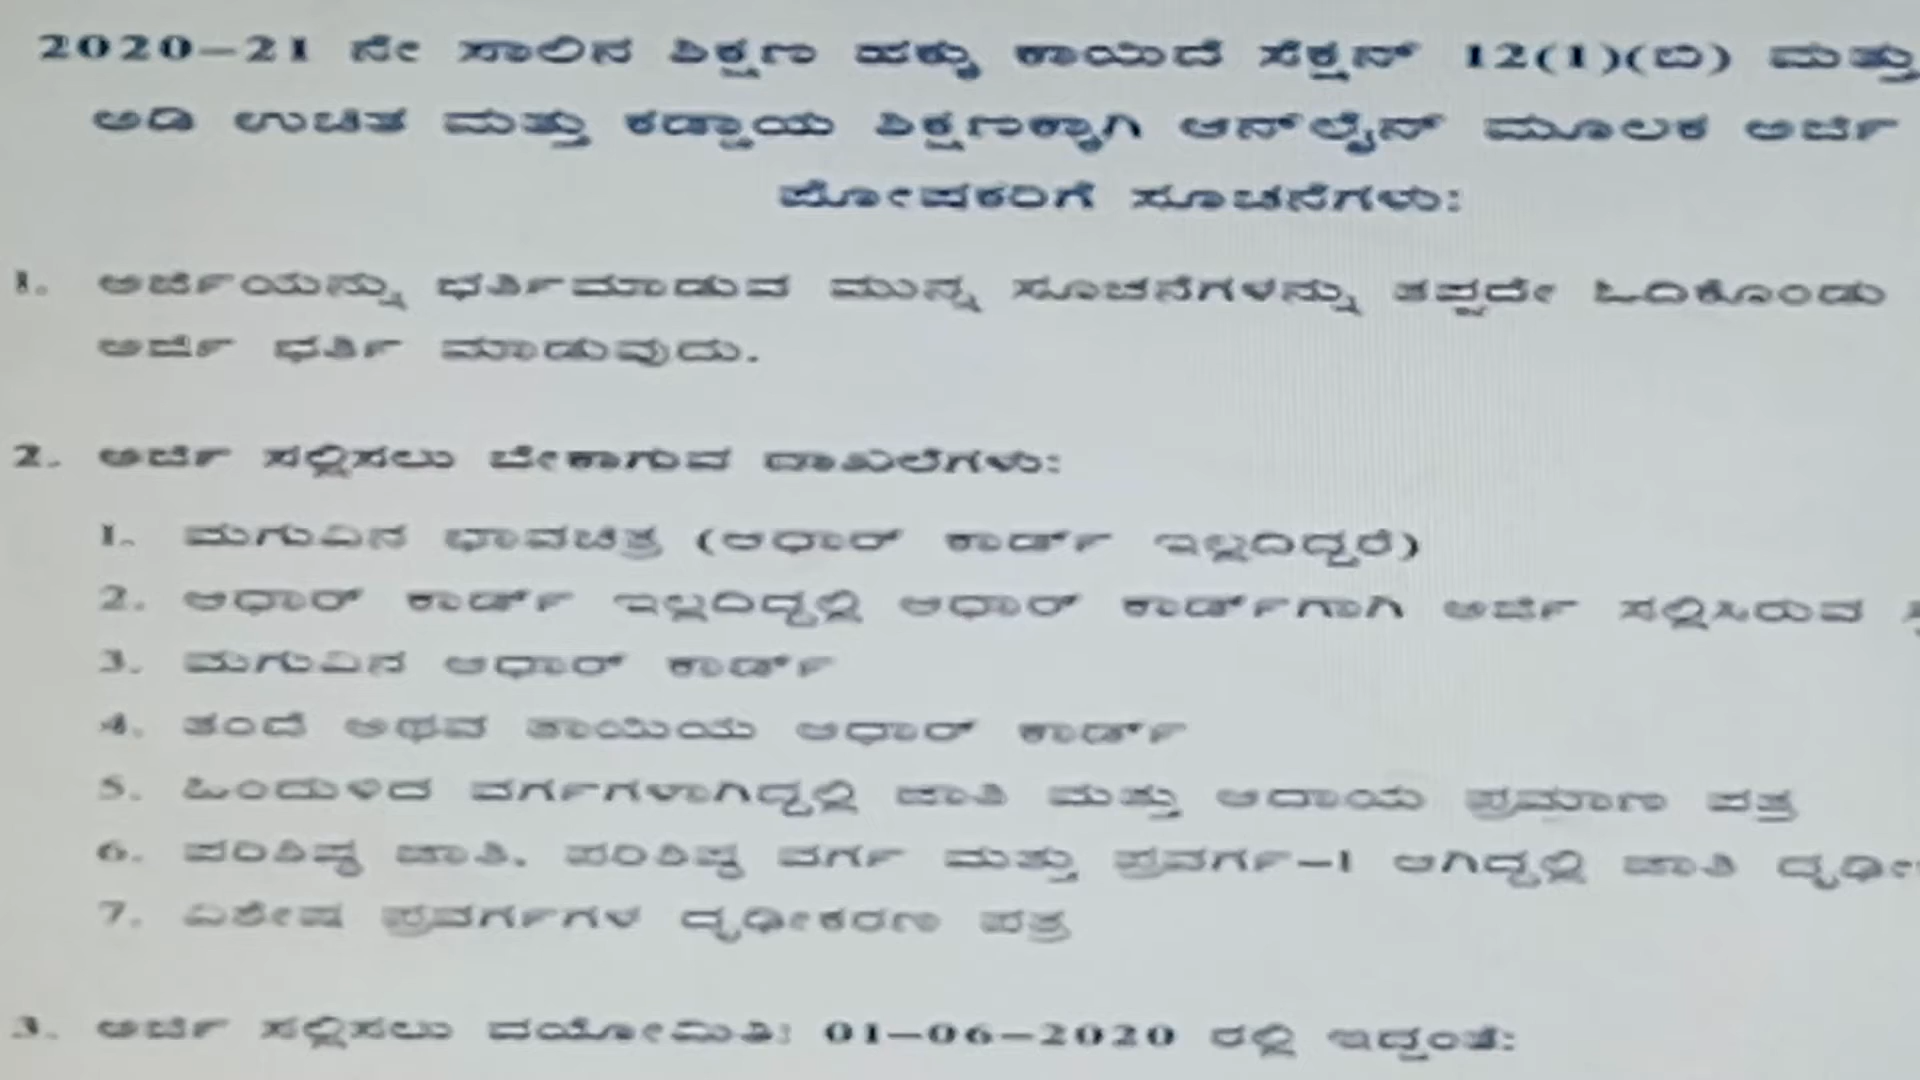 2020-21 ನೇ ಸಾಲಿನ ಶಿಕ್ಷಣ ಹಕ್ಕು ಕಾಯಿದೆ ಸೆಕ್ಷನ್ 12(1)(ಬಿ) ಮತ್ತು
ಅಡಿ ಉಚಿತ ಮತ್ತು ಕಡ್ಡಾಯ ಶಿಕ್ಷಣಕ್ಕಾಗಿ ಆನ್‌ಲೈನ್ ಮೂಲಕ ಅರ್ಜಿ
ಪೋಷಕರಿಗೆ ಸೂಚನೆಗಳು:
1. ಅರ್ಜಿಯನ್ನು ಭರ್ತಿಮಾಡುವ ಮುನ್ನ ಸೂಚನೆಗಳನ್ನು ತಪ್ಪದೇ ಓದಿಕೊಂಡು
ಅರ್ಜಿ ಭರ್ತಿ ಮಾಡುವುದು.
2. ಅರ್ಜಿ ಸಲ್ಲಿಸಲು ಬೇಕಾಗುವ ದಾಖಲೆಗಳು:
1. ಮಗುವಿನ ಭಾವಚಿತ್ರ (ಆಧಾರ್ ಕಾರ್ಡ್ ಇಲ್ಲದಿದ್ದರೆ)
2. ಆಧಾರ್ ಕಾರ್ಡ್ ಇಲ್ಲದಿದ್ದಲ್ಲಿ ಆಧಾರ್ ಕಾರ್ಡ್‌ಗಾಗಿ ಅರ್ಜಿ ಸಲ್ಲಿಸಿರುವ
3. ಮಗುವಿನ ಆಧಾರ್ ಕಾರ್ಡ್
4. ತಂದೆ ಅಥವ ತಾಯಿಯ ಆಧಾರ್ ಕಾರ್ಡ್
5. ಹಿಂದುಳಿದ ವರ್ಗಗಳಾಗಿದ್ದಲ್ಲಿ ಜಾತಿ ಮತ್ತು ಆದಾಯ ಪ್ರಮಾಣ ಪತ್ರ
6. ಪರಿಶಿಷ್ಠ ಜಾತಿ, ಪರಿಶಿಷ್ಠ ವರ್ಗ ಮತ್ತು ಪ್ರವರ್ಗ-1 ಆಗಿದ್ದಲ್ಲಿ ಜಾತಿ
7. ವಿಶೇಷ ಪ್ರವರ್ಗಗಳ ದೃಢೀಕರಣ ಪತ್ರ
3. ಅರ್ಜಿ ಸಲ್ಲಿಸಲು ವಯೋಮಿತಿ: 01-06-2020 ರಲ್ಲಿ ಇದ್ದಂತೆ: